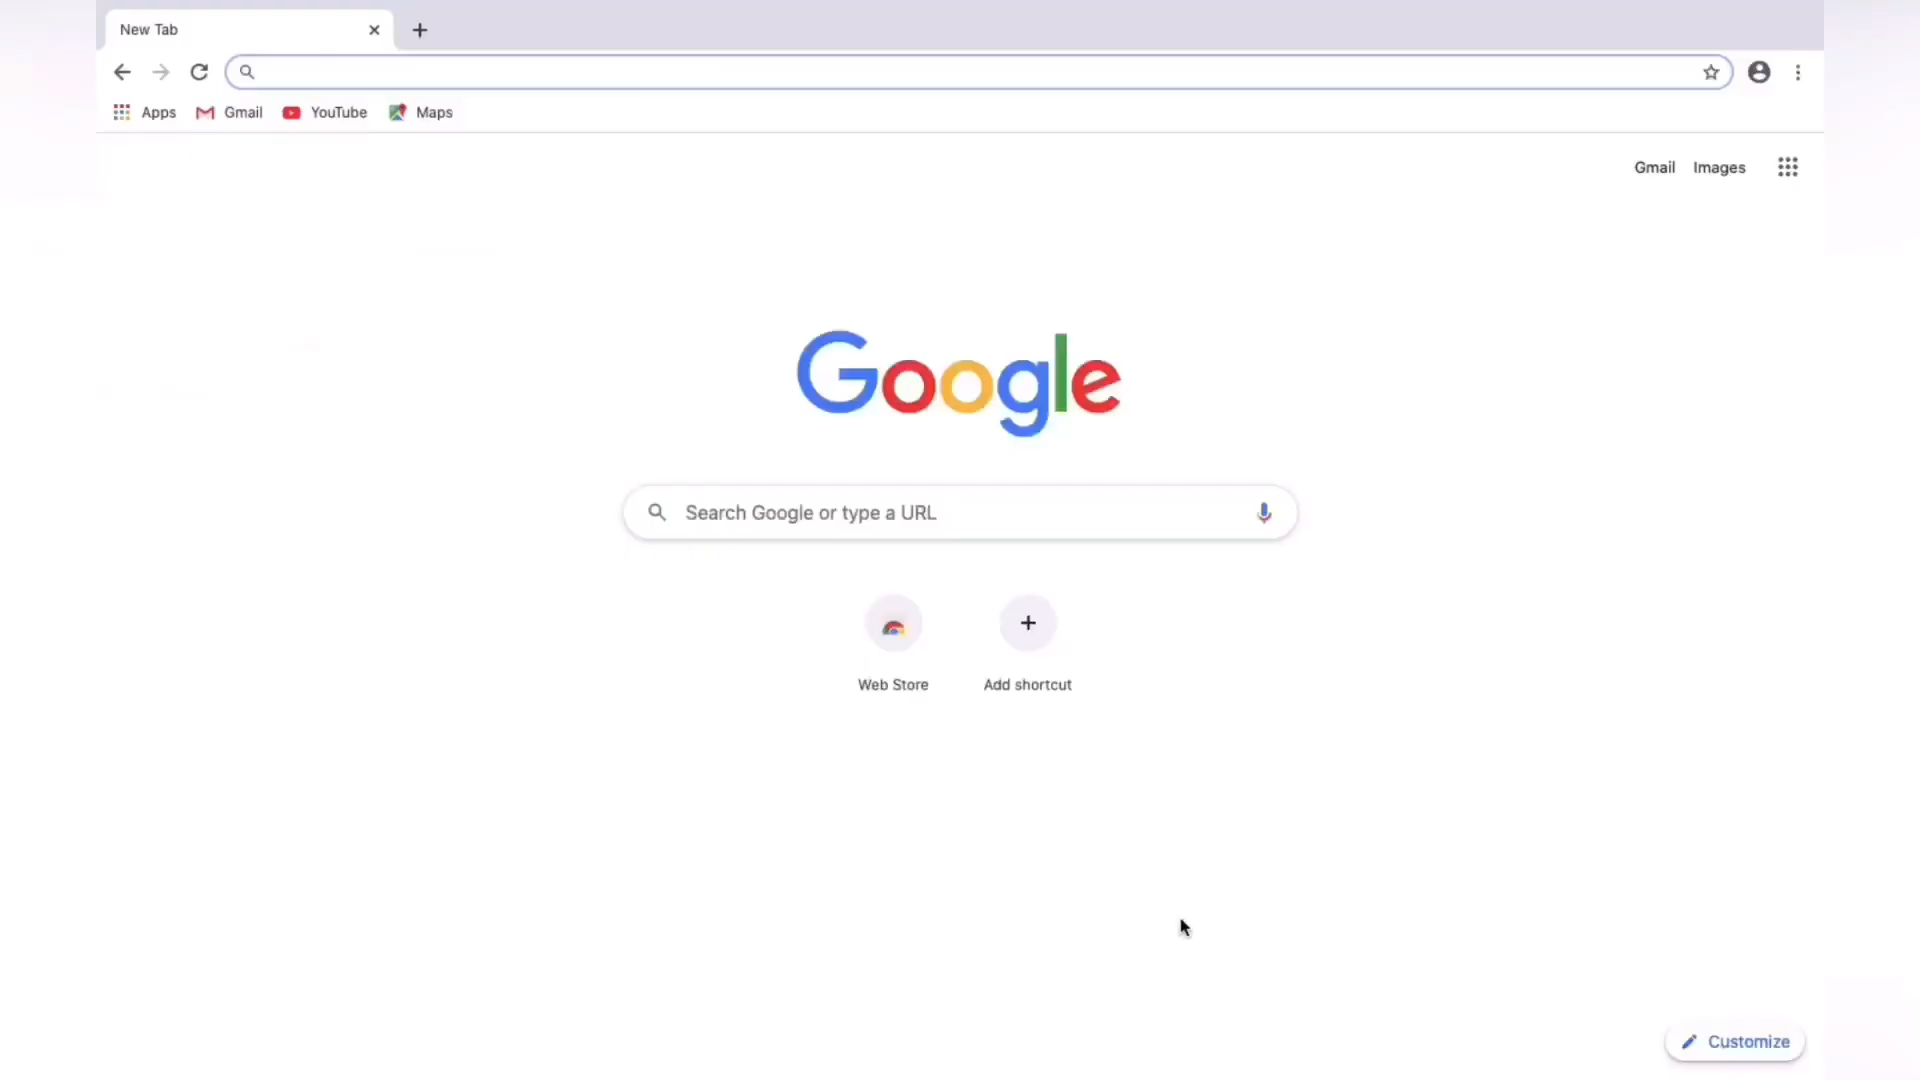 New Tab
Apps
Gmail
YouTube
Maps
Gmail
Images
Google
Search Google or type a URL
Web Store
Add shortcut
Customize